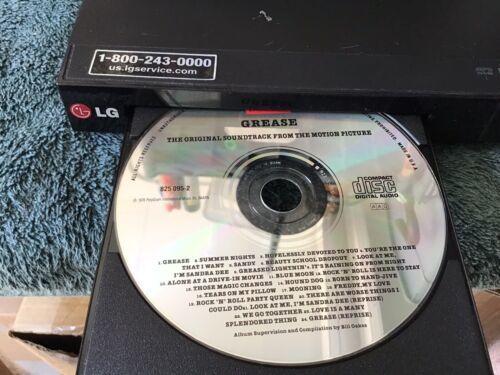 1-800-243-0000
us.lgservice.com
LG
GREASE
THE ORIGINAL SOUNDTRACK FROM THE MOTION PICTURE
ALL RIGHTS RESERVED
PROHIBITED. MADE IN U.S.A.
825 095-2
COMPACT
disc
DIGITAL AUDIO
AAD
1. GREASE 2. SUMMER NIGHTS 3. HOPELESSLY DEVOTED TO YOU 4. YOU'RE THE ONE
THAT I WANT 5. SANDY 6. BEAUTY SCHOOL DROPOUT 7. LOOK AT ME,
I'M SANDRA DEE 8. GREASED LIGHTNIN' 9. IT'S RAINING ON PROM NIGHT
10. ALONE AT A DRIVE-IN MOVIE 11. BLUE MOON 12. ROCK 'N' ROLL IS HERE TO STAY
13. THOSE MAGIC CHANGES 14. HOUND DOG 15. BORN TO HAND-JIVE
16. TEARS ON MY PILLOW 17. MOONING 18. FREDDY, MY LOVE
19. ROCK 'N' ROLL PARTY QUEEN 20. THERE ARE WORSE THINGS I
COULD DO 21. LOOK AT ME, I'M SANDRA DEE (REPRISE)
22. WE GO TOGETHER 23. LOVE IS A MANY
SPLENDORED THING 24. GREASE (REPRISE)
Album Supervision and Compilation by Bill Oakes